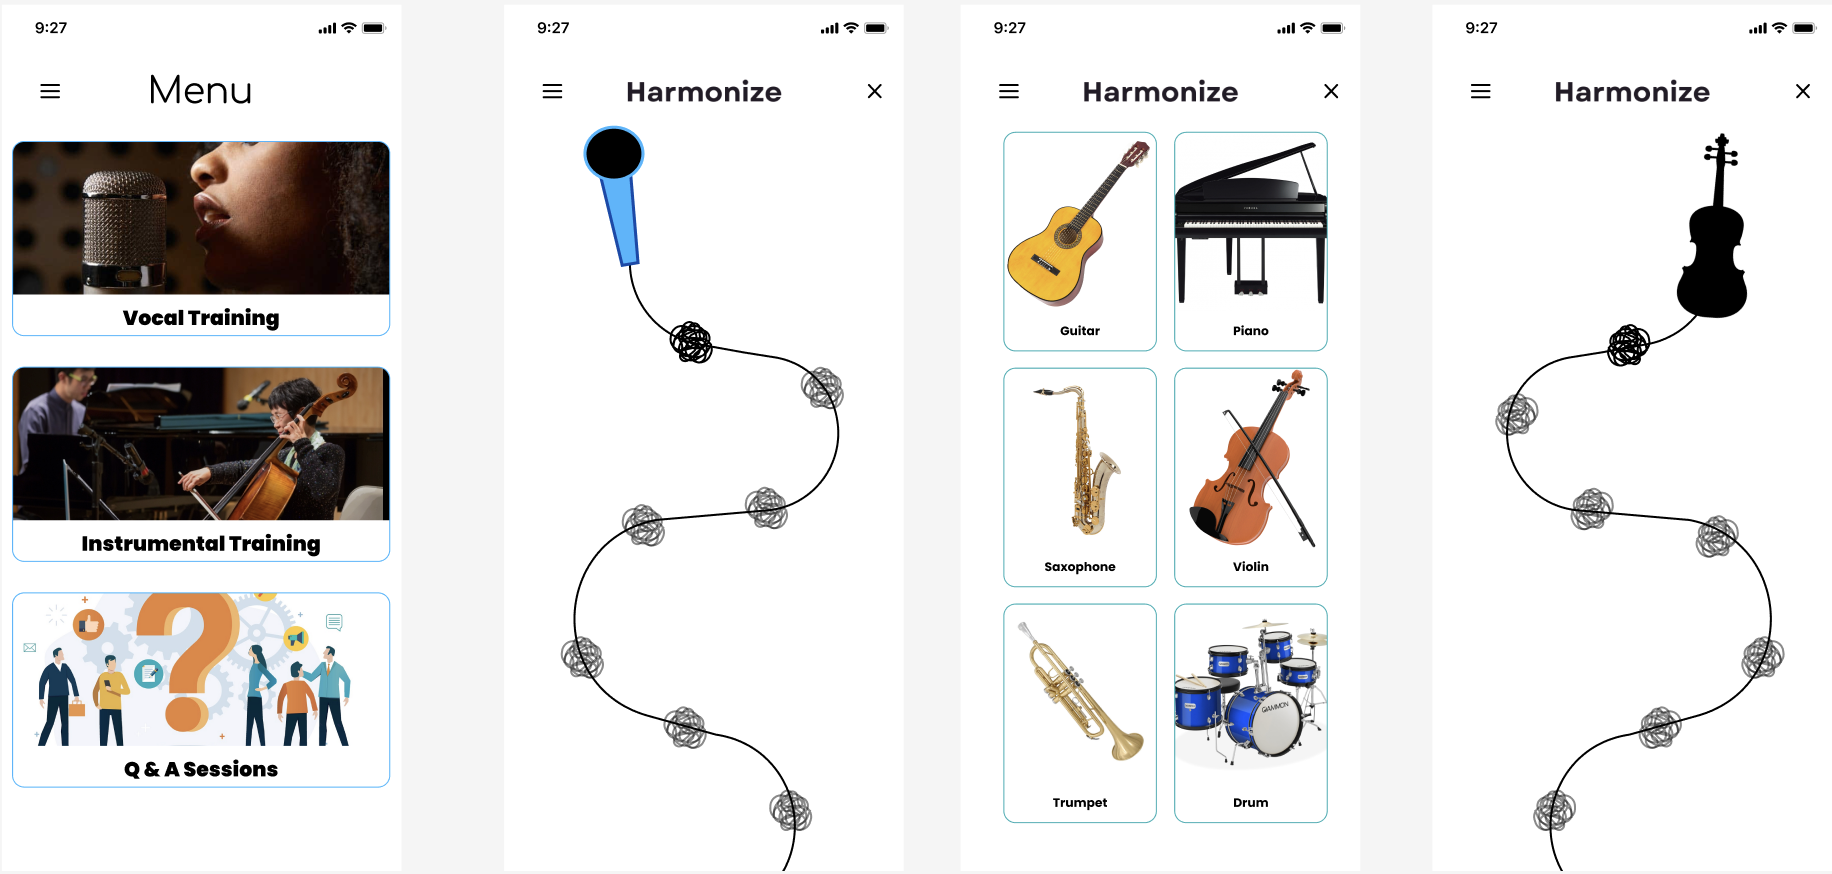 9:27
Menu
Vocal Training
Instrumental Training
Q & A Sessions
9:27
Harmonize
9:27
Harmonize
Guitar
Piano
Saxophone
Violin
Trumpet
GAMMON
Drum
9:27
Harmonize